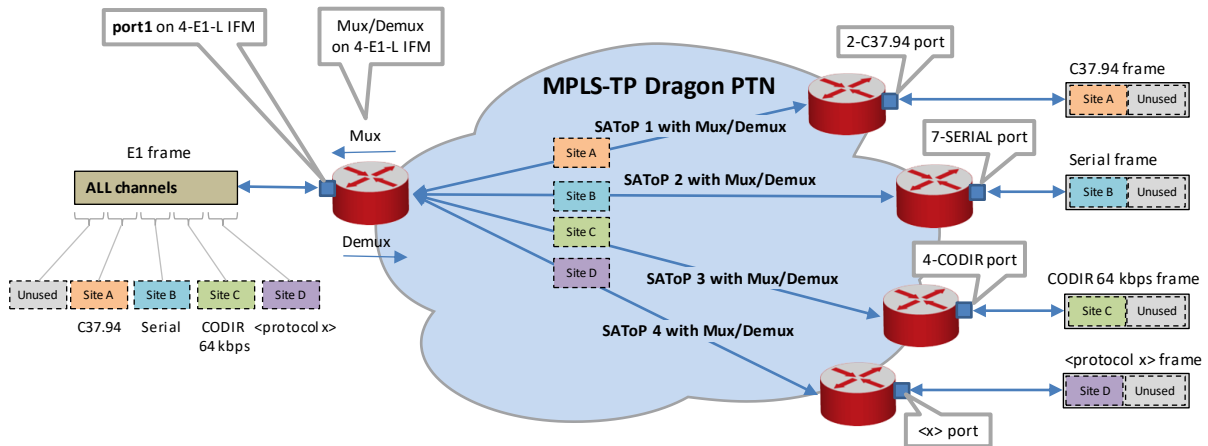 port1 on 4-E1-L IFM
Mux/Demux
on 4-E1-L IFM
2-C37.94 port
MPLS-TP Dragon PTN
C37.94 frame
Site A
Unused
Mux
SAToP 1 with Mux/Demux
Site A
7-SERIAL port
E1 frame
Serial frame
ALL channels
SAToP 2 with Mux/Demux
Site B
Site B
Unused
Site C
Demux
4-CODIR port
Site D
SAToP 3 with Mux/Demux
CODIR 64 kbps frame
Unused
Site A
Site B
Site C
Site D
Site C
Unused
C37.94
Serial
CODIR
64 kbps
<protocol x>
SAToP 4 with Mux/Demux
<protocol x> frame
Site D
Unused
<x> port